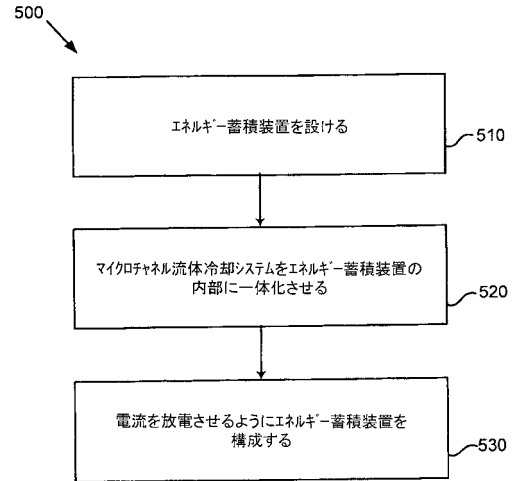 500
エネルギー蓄積装置を設ける
510
マイクロチャネル流体冷却システムをエネルギー蓄積装置の
内部に一体化させる
520
電流を放電させるようにエネルギー蓄積装置を
構成する
530